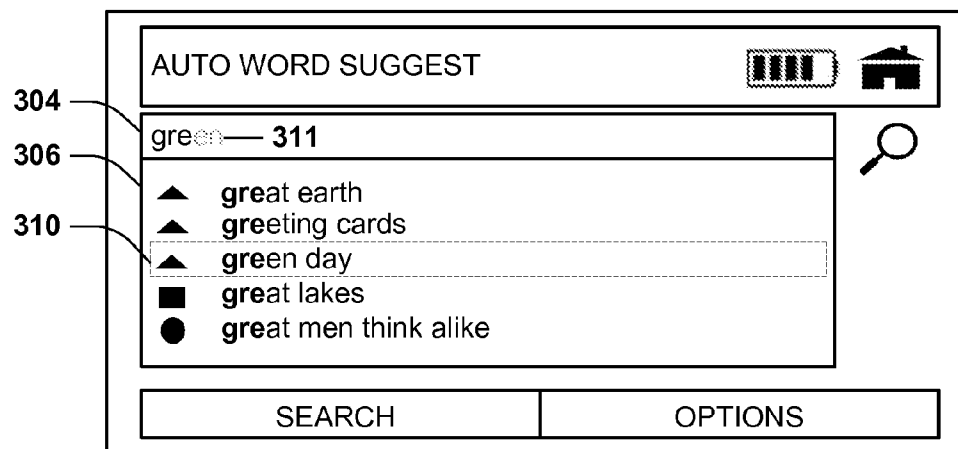 AUTO WORD SUGGEST
304
green 311
306
great earth
greeting cards
310
green day
great lakes
great men think alike
SEARCH OPTIONS